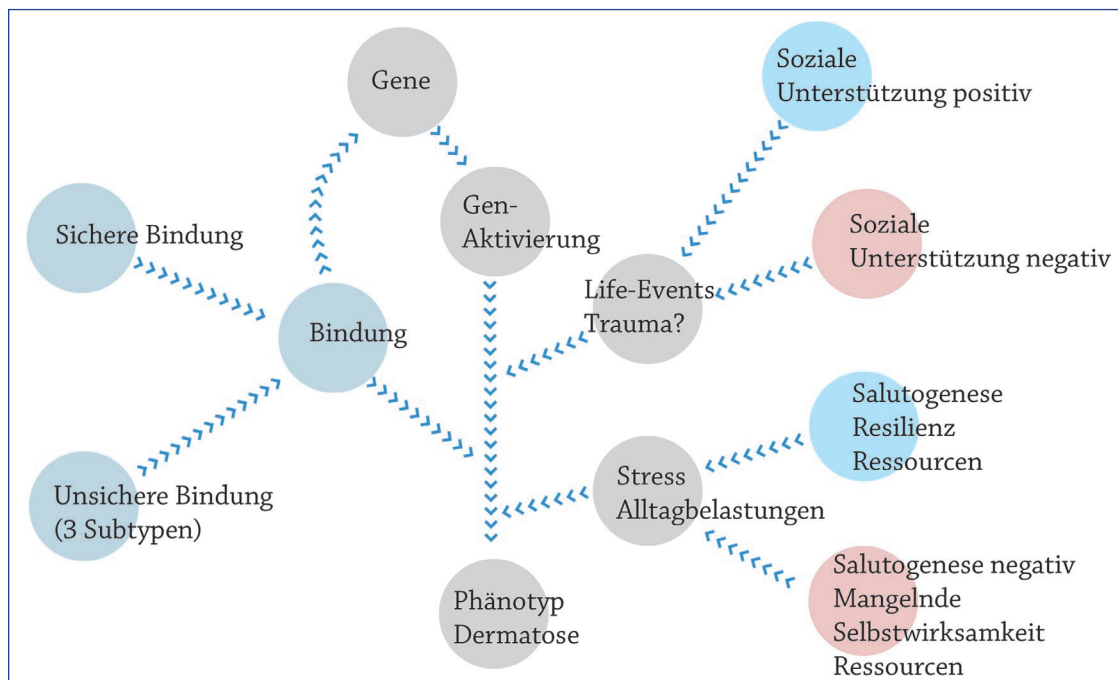 Gene
Soziale
Unterstützung positiv
Sichere Bindung
Gen-
Aktivierung
Soziale
Unterstützung negativ
Life-Events
Trauma?
Bindung
Salutogenese
Resilienz
Ressourcen
Unsichere Bindung
(3 Subtypen)
Stress
Alltagbelastungen
Phänotyp
Dermatose
Salutogenese negativ
Mangelnde
Selbstwirksamkeit
Ressourcen